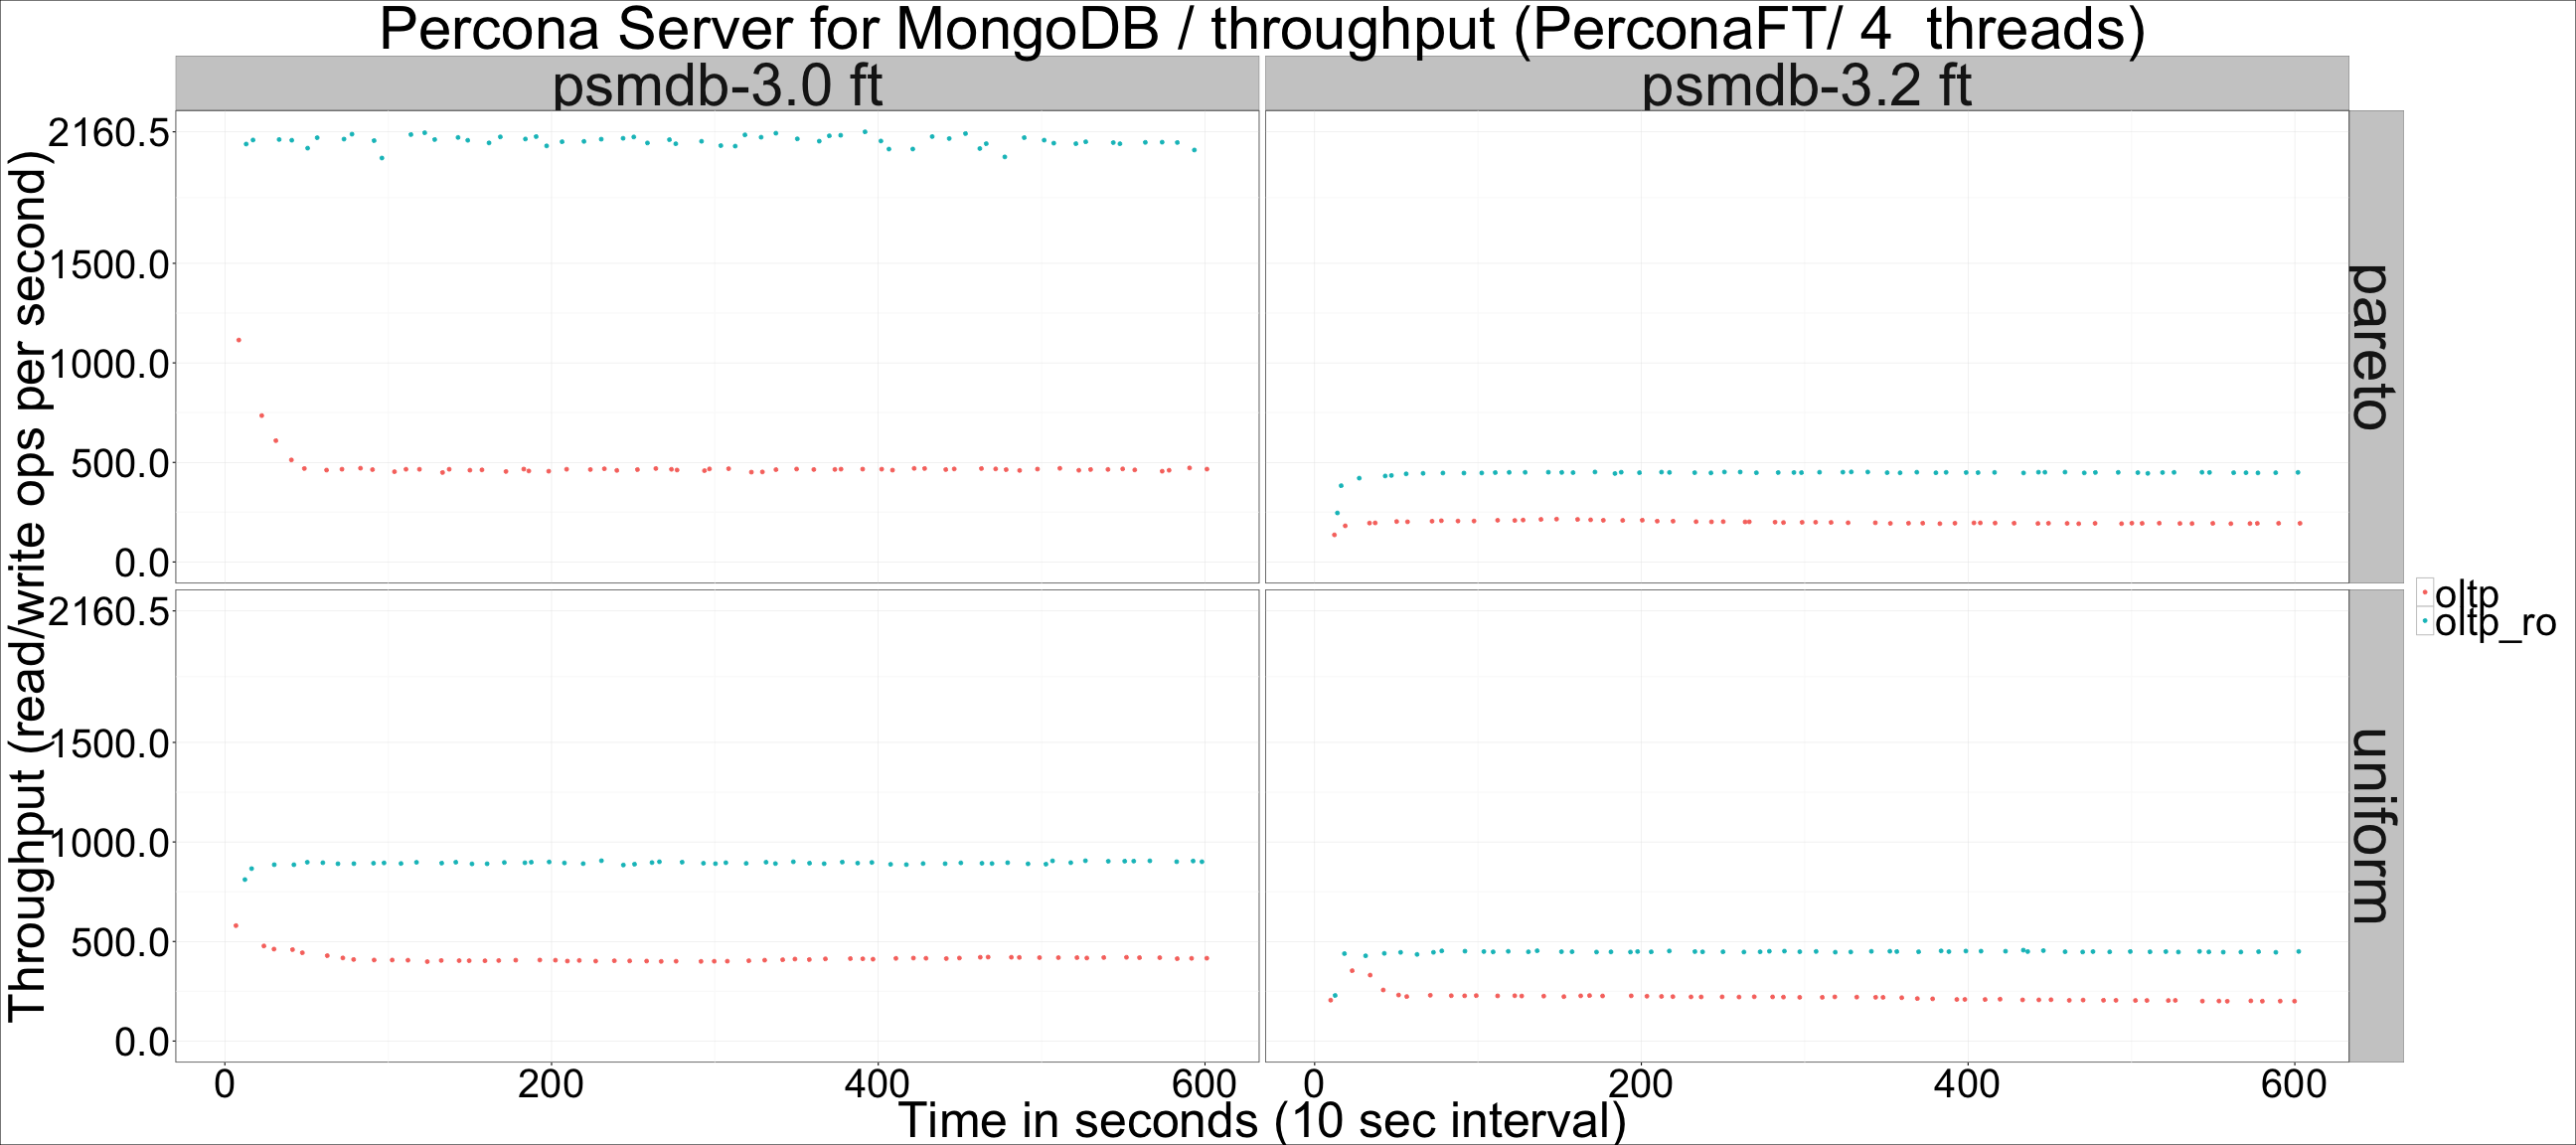 Percona Server for MongoDB / throughput (PerconaFT/ 4  threads)
psmdb-3.0 ft
psmdb-3.2 ft
Throughput (read/write ops per second)
2160.5
1500.0
1000.0
500.0
0.0
pareto
2160.5
1500.0
1000.0
500.0
0.0
uniform
oltp
oltp_ro
0 200 400 600
0 200 400 600
Time in seconds (10 sec interval)